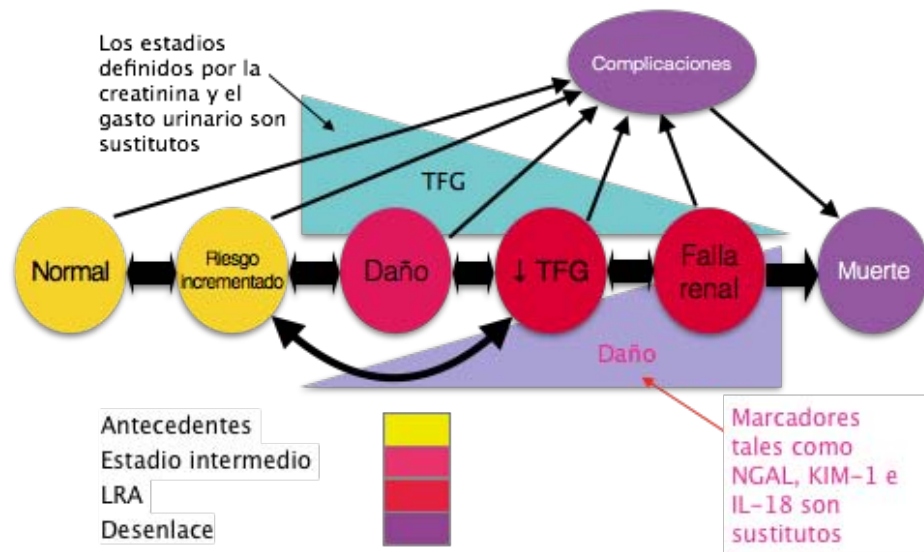 Los estadios
definidos por la
creatinina y el
gasto urinario son
sustitutos
Complicaciones
TFG
Normal
Riesgo
incrementado
Daño
↓ TFG
Falla
renal
Muerte
Daño
Antecedentes
Estadio intermedio
LRA
Desenlace
Marcadores
tales como
NGAL, KIM-1 e
IL-18 son
sustitutos